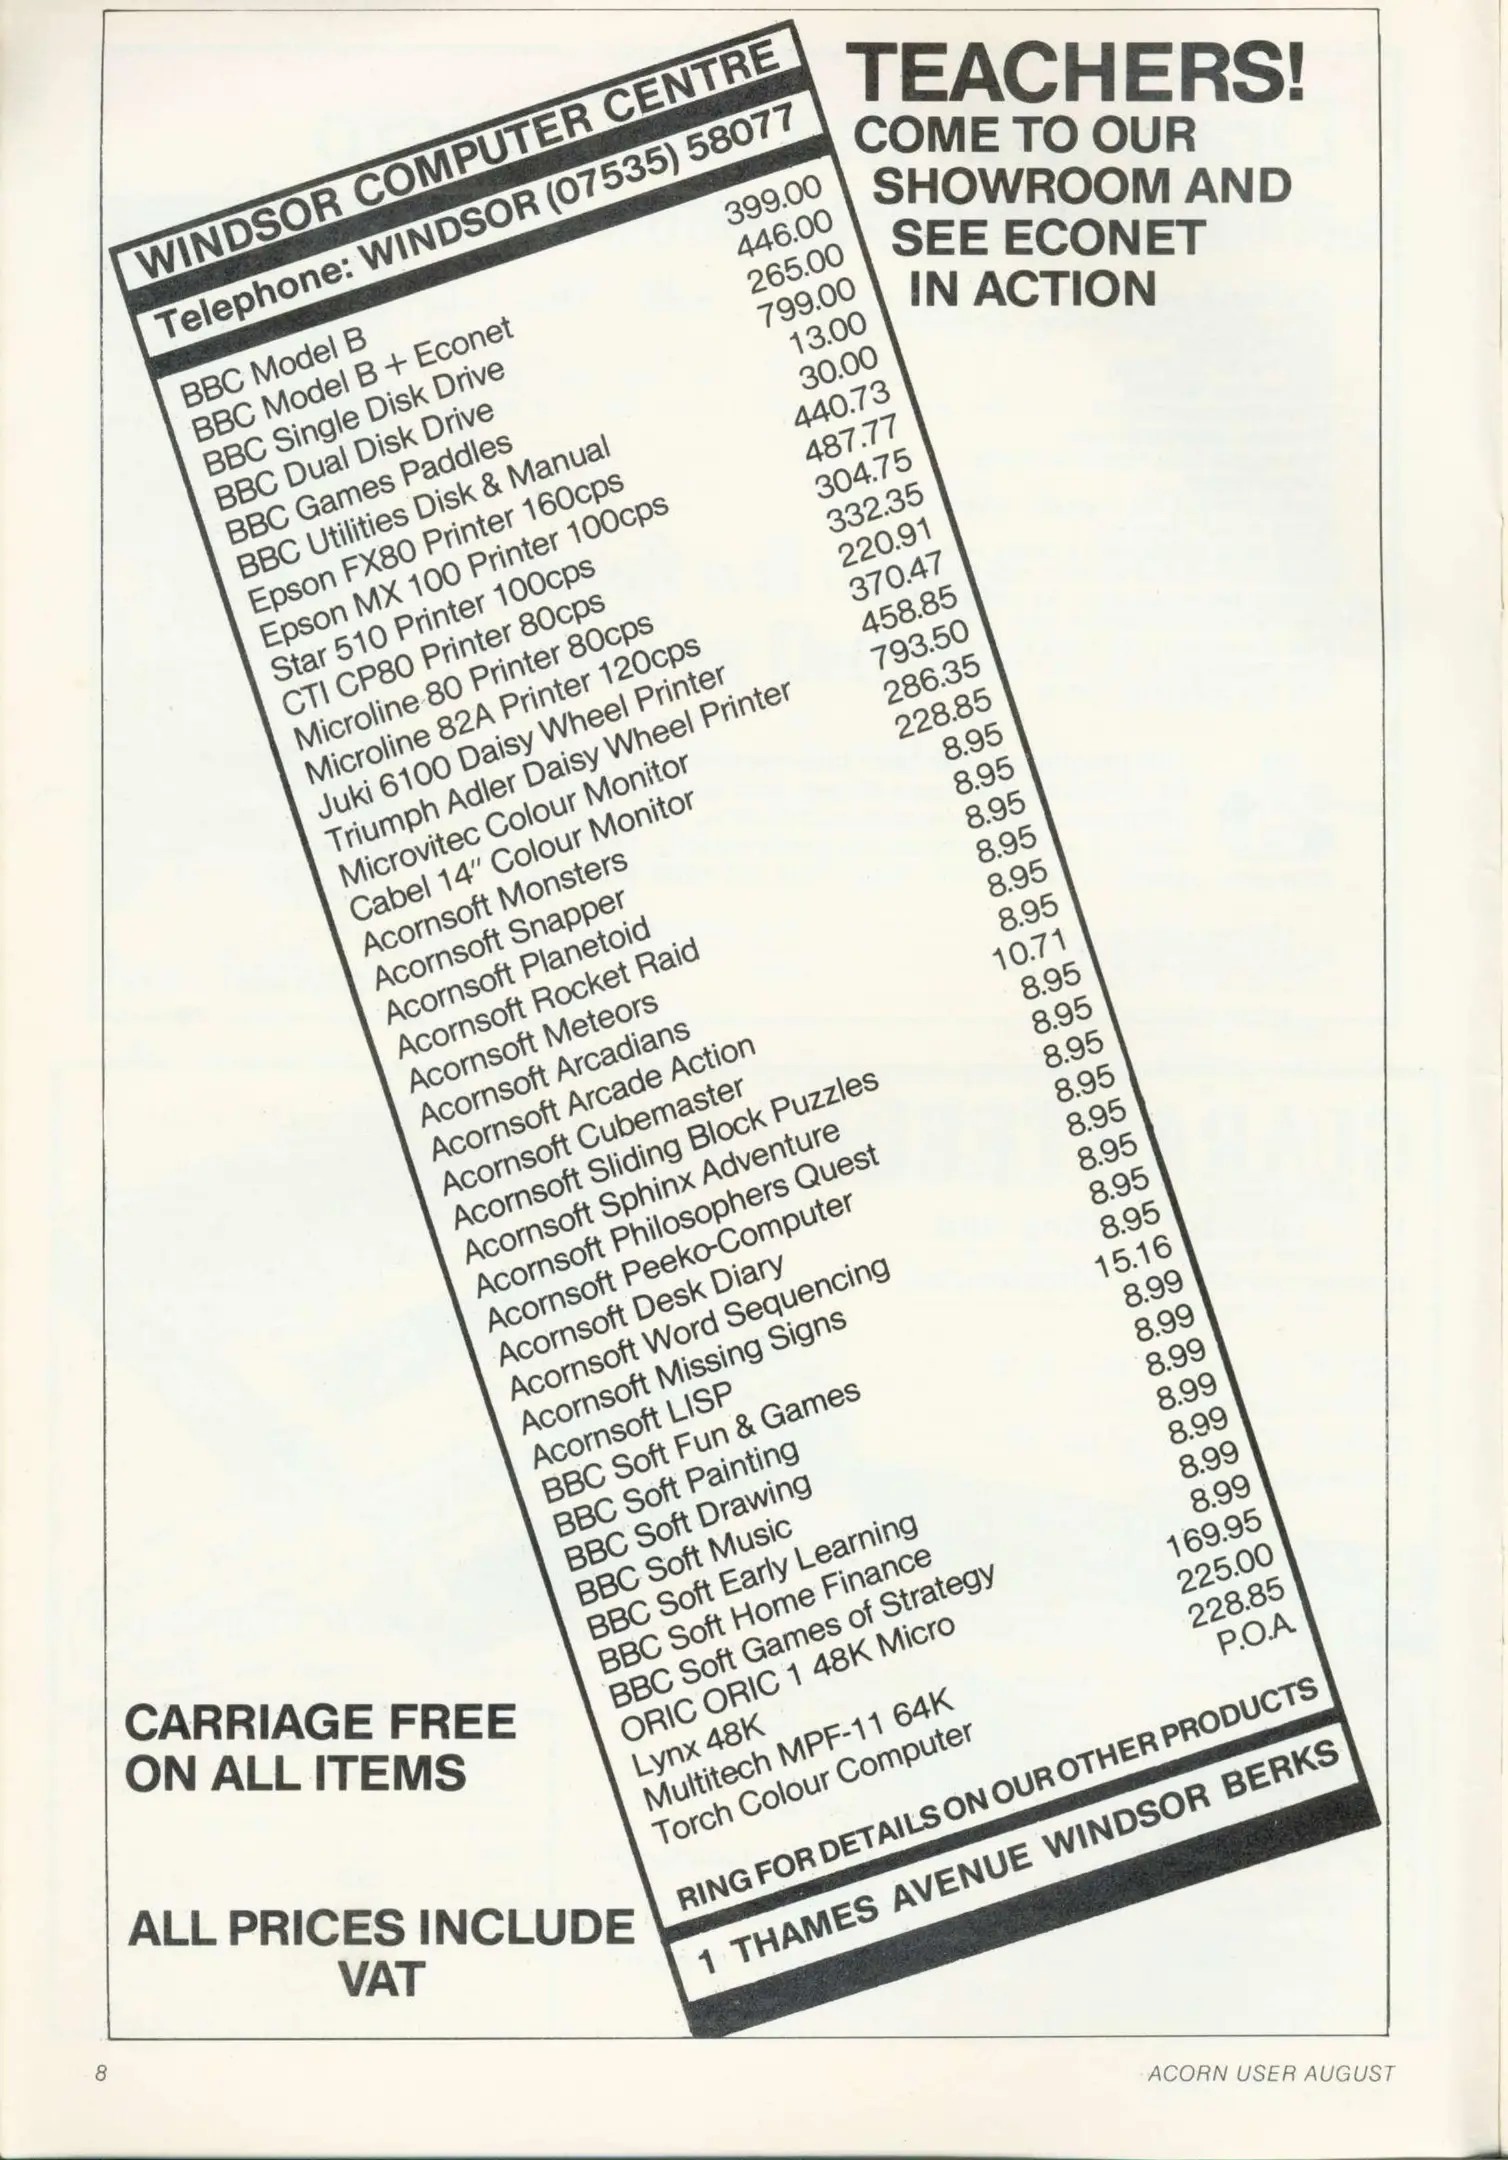 WINDSOR COMPUTER CENTRE
Telephone: WINDSOR (07535) 58077
TEACHERS!
COME TO OUR
SHOWROOM AND
SEE ECONET
IN ACTION
BBC Model B 399.00
BBC Model B + Econet 446.00
BBC Single Disk Drive 265.00
BBC Dual Disk Drive 799.00
BBC Games Paddles 13.00
BBC Utilities Disk & Manual 30.00
Epson FX80 Printer 160cps 440.73
Epson MX 100 Printer 100cps 487.77
Star 510 Printer 100cps 304.75
CTI CP80 Printer 80cps 332.35
Microline 80 Printer 80cps 220.91
Microline 82A Printer 120cps 370.47
Juki 6100 Daisy Wheel Printer 458.85
Triumph Adler Daisy Wheel Printer 793.50
Microvitec Colour Monitor 286.35
Cabel 14" Colour Monitor 228.85
Acornsoft Monsters 8.95
Acornsoft Snapper 8.95
Acornsoft Planetoid 8.95
Acornsoft Rocket Raid 8.95
Acornsoft Meteors 8.95
Acornsoft Arcadians 8.95
Acornsoft Arcade Action 10.71
Acornsoft Cubemaster 8.95
Acornsoft Sliding Block Puzzles 8.95
Acornsoft Sphinx Adventure 8.95
Acornsoft Philosophers Quest 8.95
Acornsoft Peeko-Computer 8.95
Acornsoft Desk Diary 8.95
Acornsoft Word Sequencing 8.95
Acornsoft Missing Signs 8.95
Acornsoft LISP 15.16
BBC Soft Fun & Games 8.99
BBC Soft Painting 8.99
BBC Soft Drawing 8.99
BBC Soft Music 8.99
BBC Soft Early Learning 8.99
BBC Soft Home Finance 8.99
BBC Soft Games of Strategy 8.99
ORIC ORIC 1 48K Micro 169.95
Lynx 48K 225.00
Multitech MPF-11 64K 228.85
Torch Colour Computer P.O.A.
RING FOR DETAILS ON OUR OTHER PRODUCTS
1 THAMES AVENUE WINDSOR BERKS
CARRIAGE FREE
ON ALL ITEMS
ALL PRICES INCLUDE
VAT
8
ACORN USER AUGUST